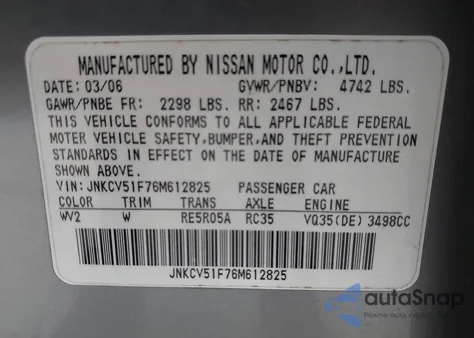 MANUFACTURED BY NISSAN MOTOR CO.,LTD.
DATE: 03/06 GVWR/PNBV: 4742 LBS.
GAWR/PNBE FR: 2298 LBS. RR: 2467 LBS.
THIS VEHICLE CONFORMS TO ALL APPLICABLE FEDERAL
MOTOR VEHICLE SAFETY,BUMPER,AND THEFT PREVENTION
STANDARDS IN EFFECT ON THE DATE OF MANUFACTURE
SHOWN ABOVE.
VIN: JNKCV51F76M612825 PASSENGER CAR
COLOR TRIM TRANS AXLE ENGINE
WV2 W RE5R05A RC35 VQ35(DE) 3498CC
JNKCV51F76M612825
autoSnap